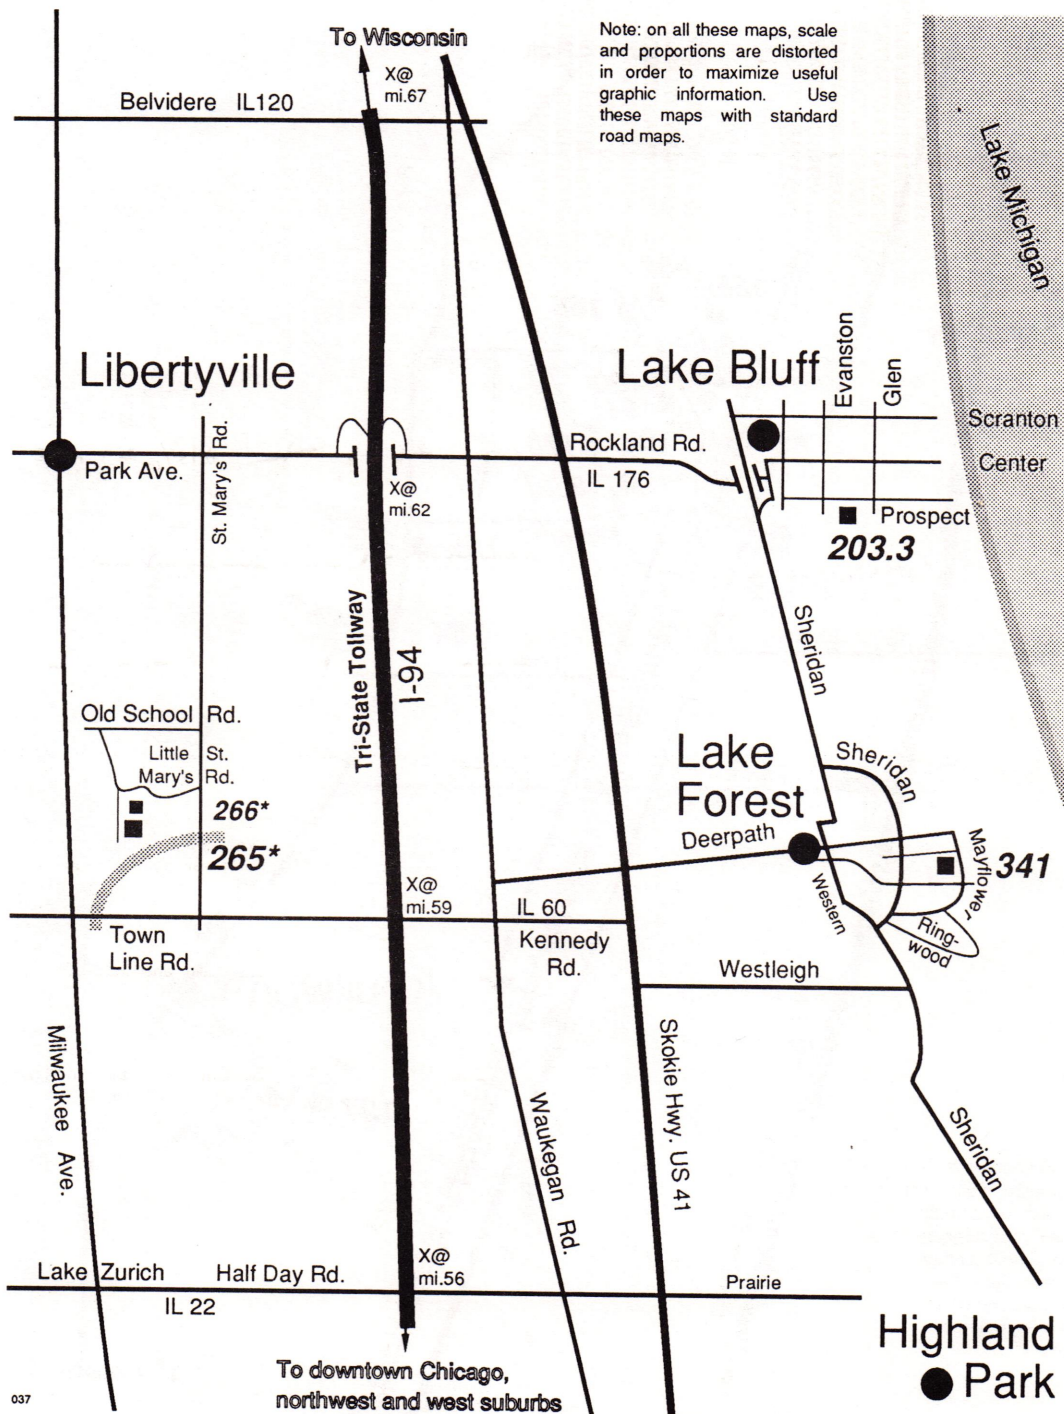 To Wisconsin
Note: on all these maps, scale
and proportions are distorted
in order to maximize useful
graphic information. Use
these maps with standard
road maps.
X@
mi.67
Belvidere IL120
Lake Michigan
Libertyville
Lake Bluff
Evanston
Glen
Scranton
Center
Park Ave.
St. Mary's Rd.
Rockland Rd.
IL 176
X@
mi.62
Prospect
203.3
Tri-State Tollway
I-94
Sheridan
Old School Rd.
Little St.
Mary's Rd.
266*
265*
Lake
Forest
Sheridan
Deerpath
Mayflower
341
Western
Ring-
wood
X@
mi.59
IL 60
Kennedy
Rd.
Town
Line Rd.
Westleigh
Milwaukee Ave.
Waukegan Rd.
Skokie Hwy. US 41
Sheridan
X@
mi.56
Lake Zurich
Half Day Rd.
IL 22
Prairie
Highland
Park
To downtown Chicago,
northwest and west suburbs
037